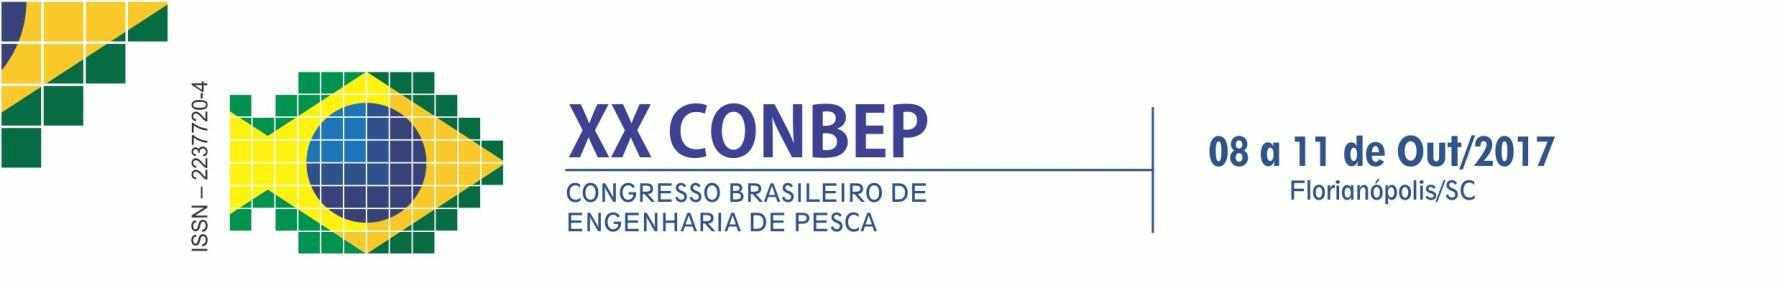 ISSN – 2237720-4
XX CONBEP
CONGRESSO BRASILEIRO DE
ENGENHARIA DE PESCA
08 a 11 de Out/2017
Florianópolis/SC